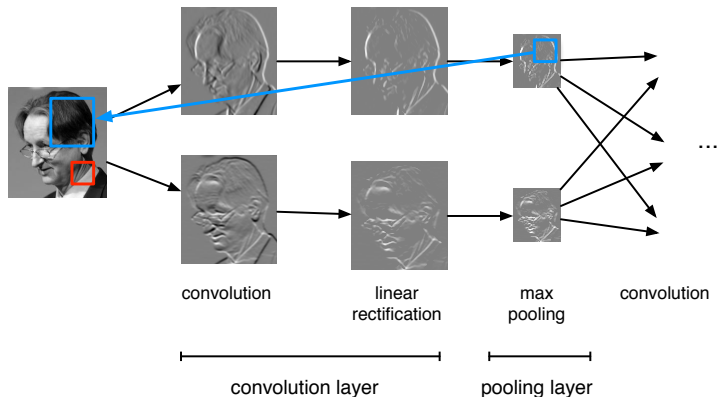 ...
convolution
linear
rectification
max
pooling
convolution
convolution layer
pooling layer